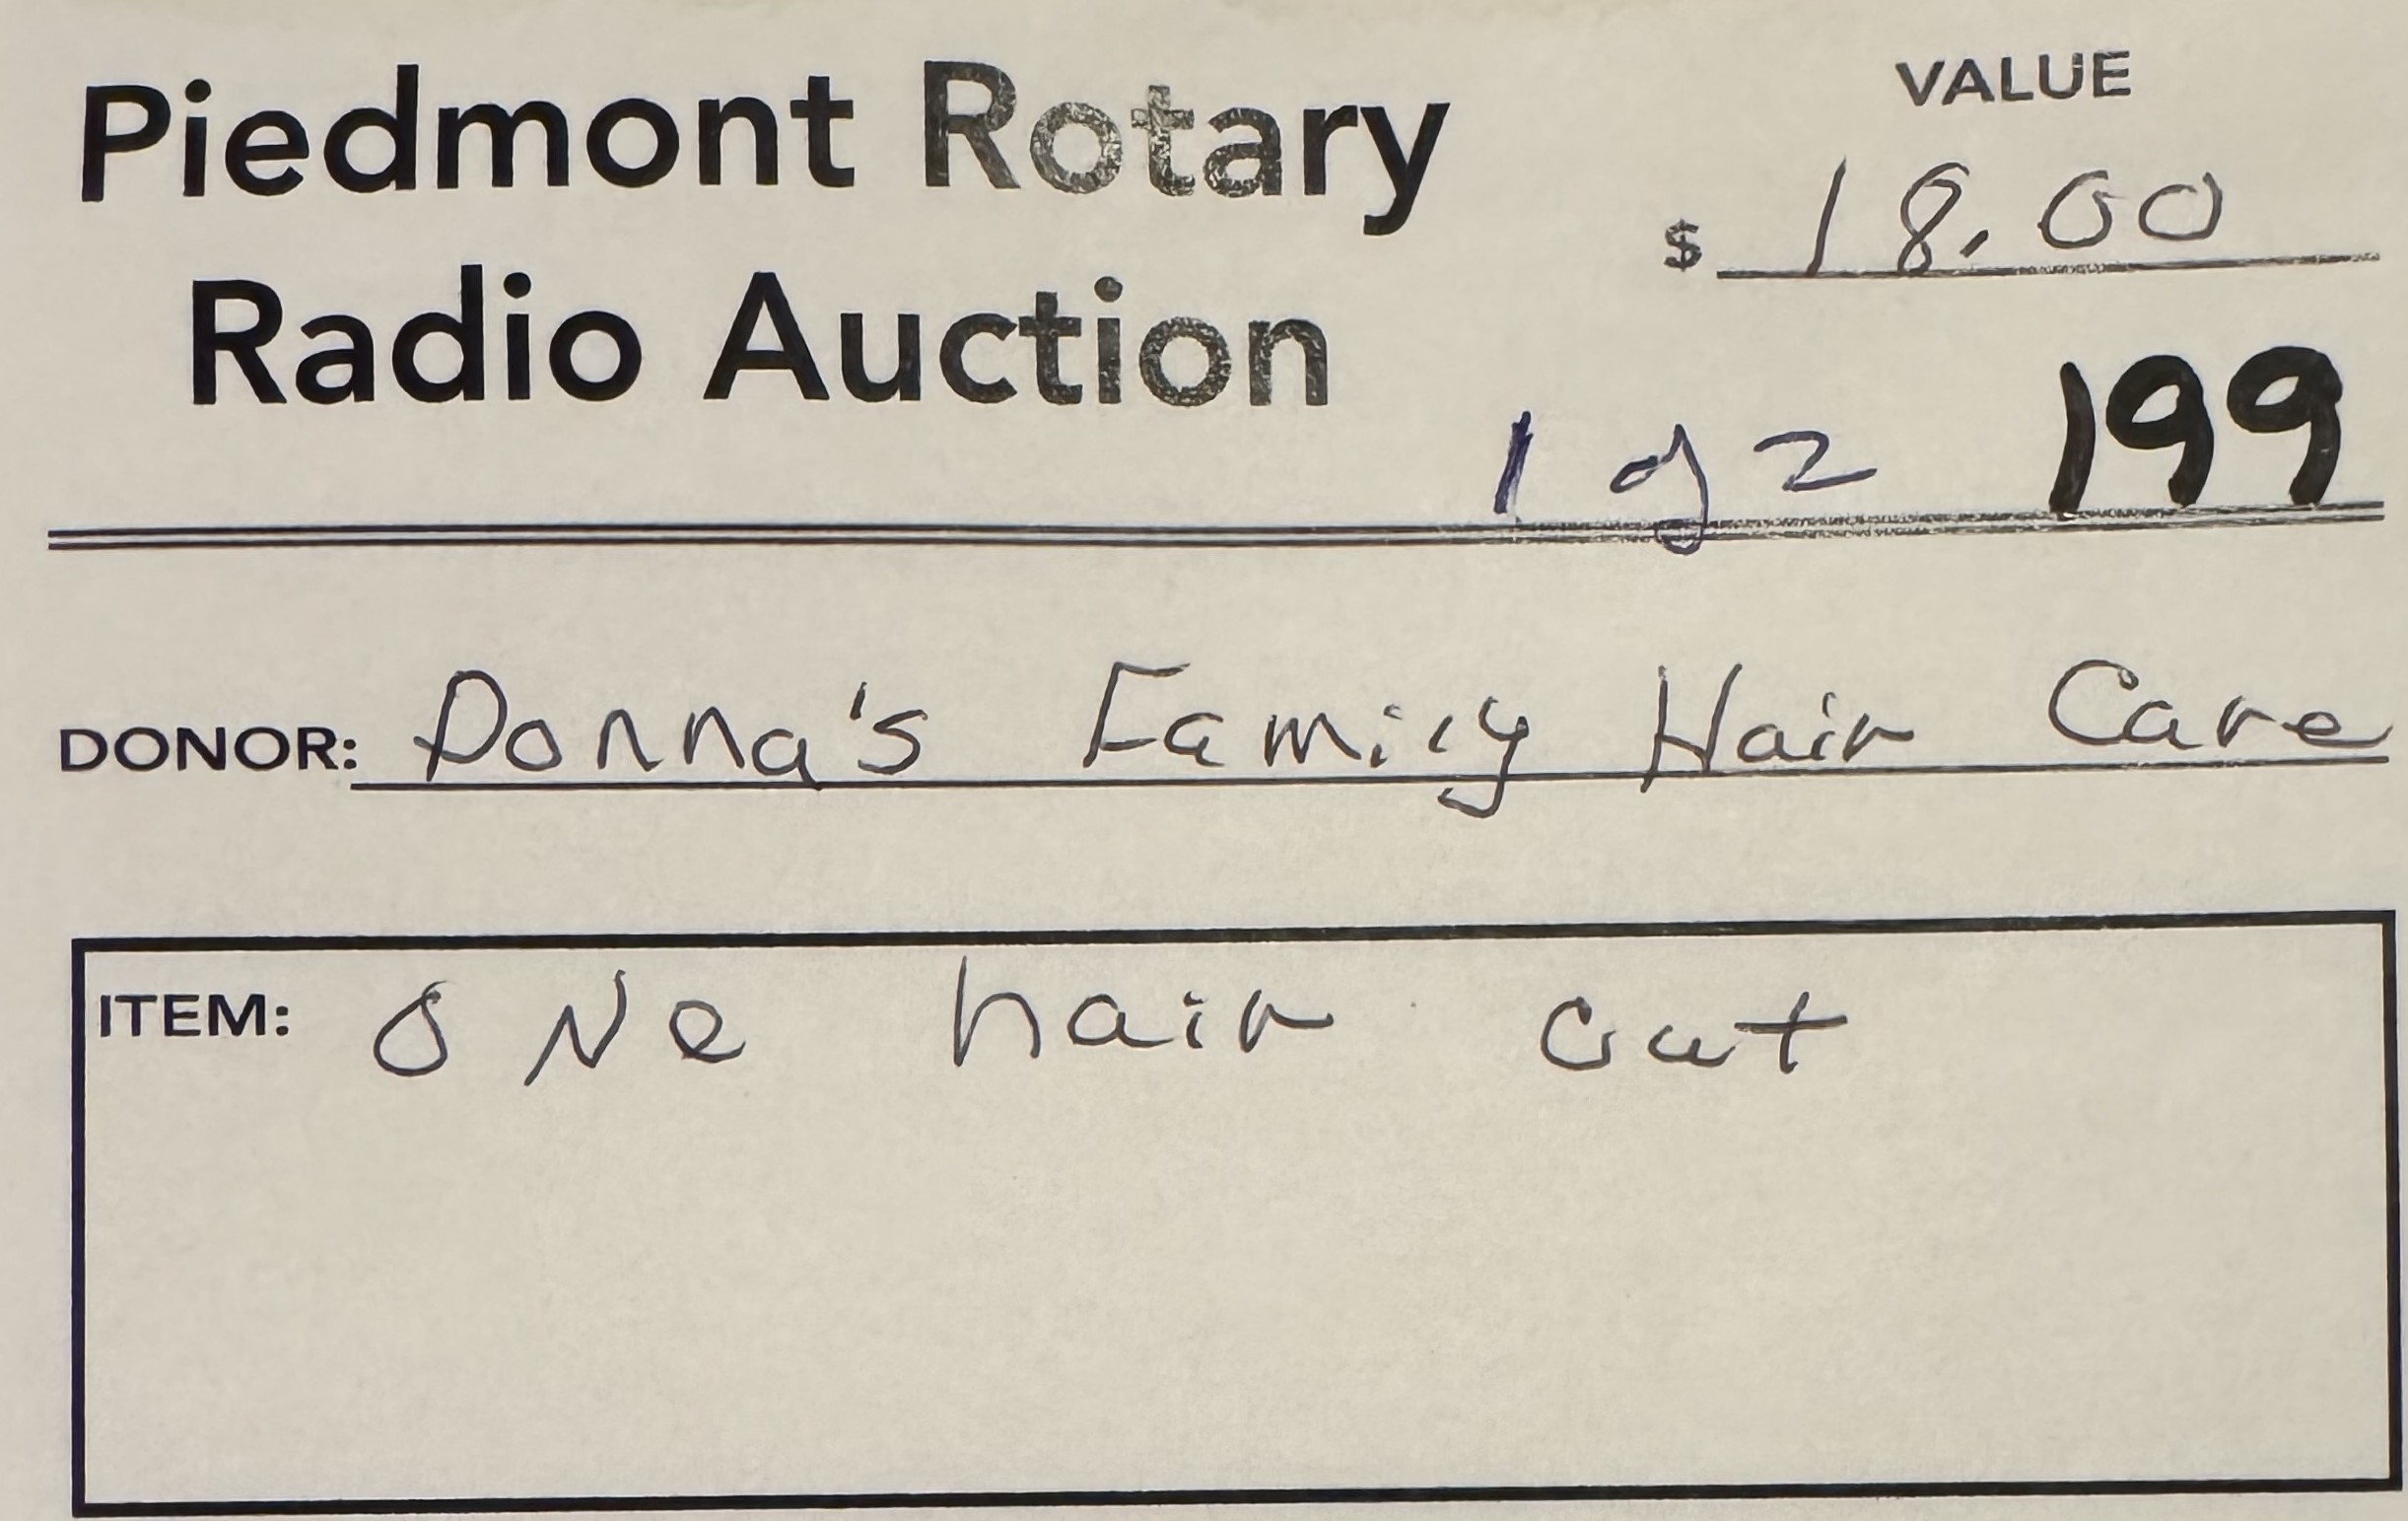 Piedmont Rotary
Radio Auction
VALUE
$ 18.00
1 of 2 199
DONOR: Donna's Family Hair Care
ITEM: ONe hair cut